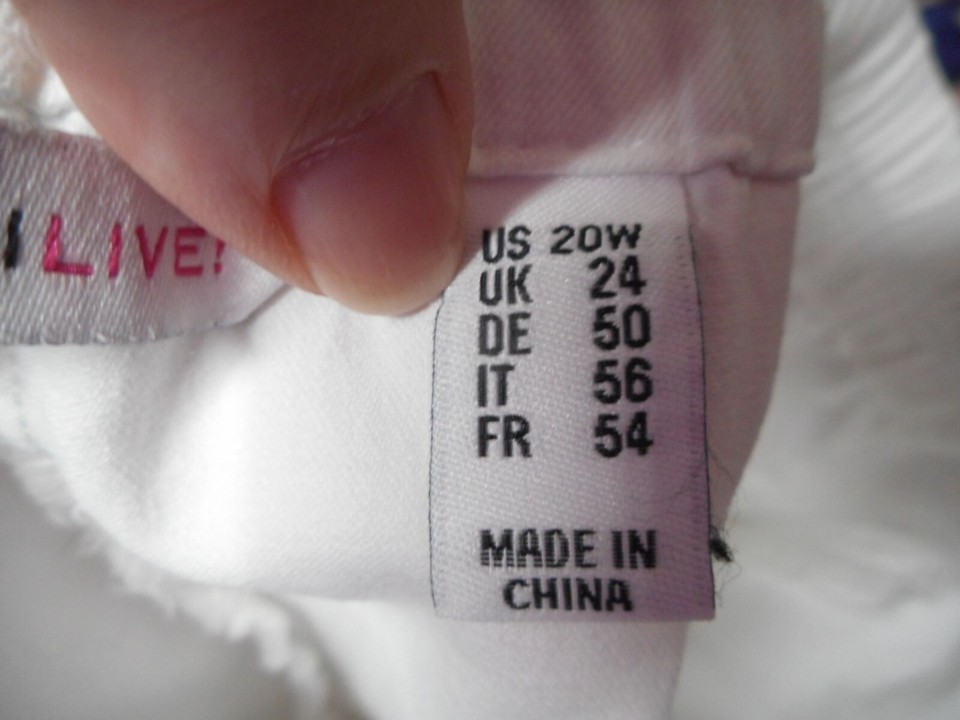 I LIVE!
US 20W
UK 24
DE 50
IT 56
FR 54
MADE IN
CHINA